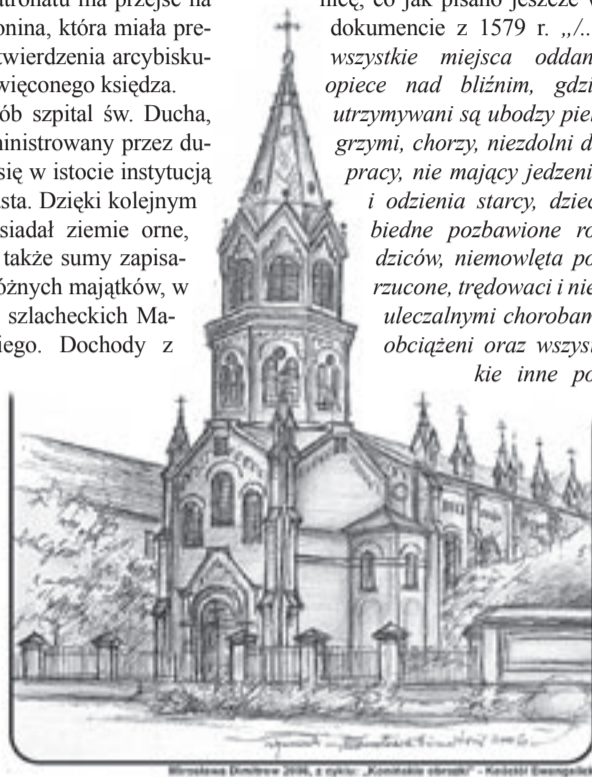 atronatu ma przejść na
onina, która miała pre-
twierdzenia arcybisku-
więconego księdza.
ób szpital św. Ducha,
ministrowany przez du-
się w istocie instytucją
asta. Dzięki kolejnym
siadał ziemie orne,
także sumy zapisa-
óżnych majątków, w
szlacheckich Ma-
iego. Dochody z
nicę, co jak pisano jeszcze
dokumencie z 1579 r. „/..
wszystkie miejsca oddan
opiece nad bliźnim, gdzi
utrzymywani są ubodzy piel
grzymi, chorzy, niezdolni d
pracy, nie mający jedzeni
i odzienia starcy, dziec
biedne pozbawione ro
dziców, niemowlęta po
rzucone, trędowaci i nie
uleczalnymi chorobam
obciążeni oraz wszyst
kie inne po
Mirosława Dimitrow 2006, z cyklu: „Konińskie obrazki" - Kościół Ewangelick